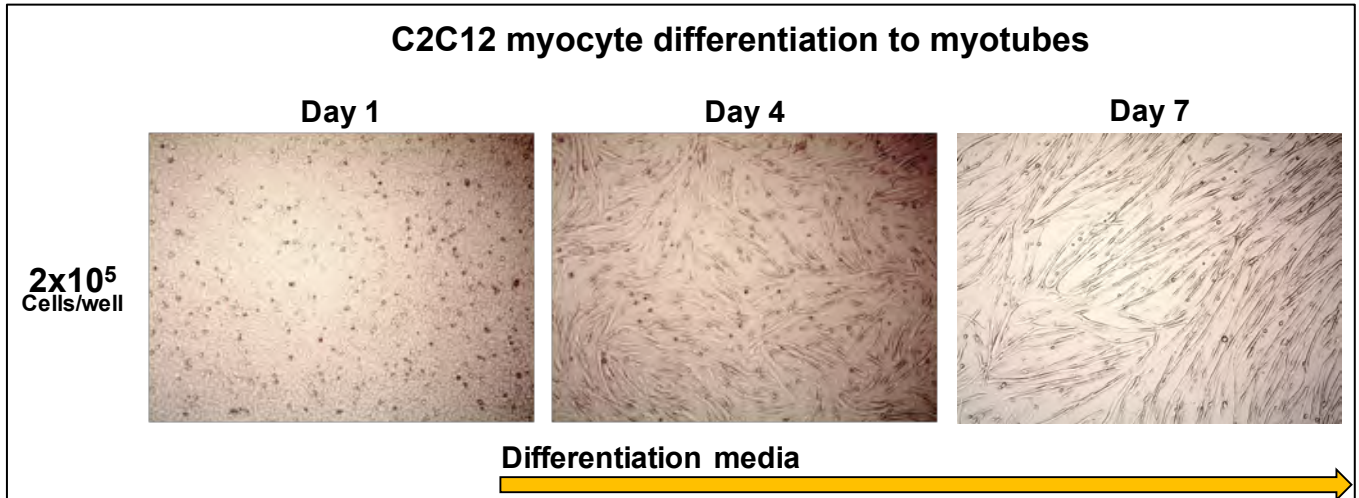 C2C12 myocyte differentiation to myotubes
Day 1
Day 4
Day 7
2x10⁵
Cells/well
Differentiation media